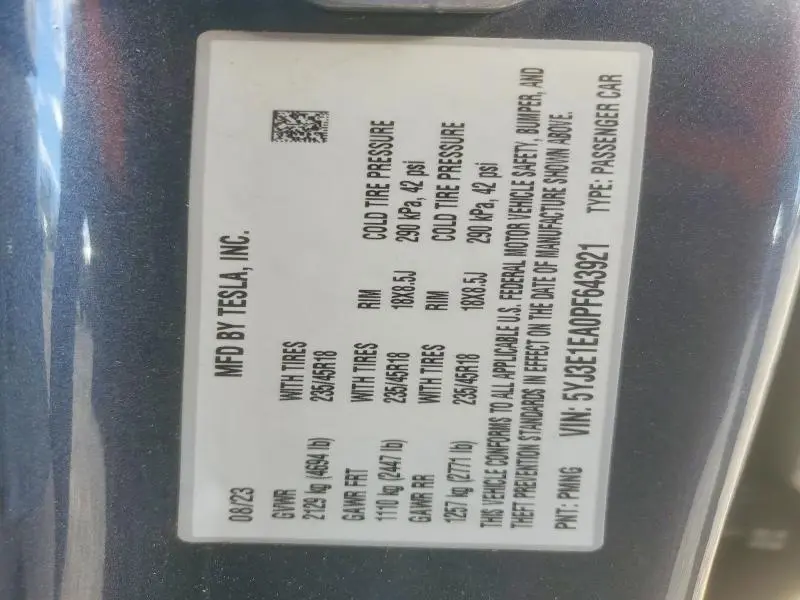 MFD BY TESLA, INC.
08/23
GVWR WITH TIRES
2129 kg (4694 lb) 235/45R18
GAWR FRT WITH TIRES RIM COLD TIRE PRESSURE
1110 kg (2447 lb) 235/45R18 18X8.5J 290 kPa, 42 psi
GAWR RR WITH TIRES RIM COLD TIRE PRESSURE
1257 kg (2771 lb) 235/45R18 18X8.5J 290 kPa, 42 psi
THIS VEHICLE CONFORMS TO ALL APPLICABLE U.S. FEDERAL MOTOR VEHICLE SAFETY, BUMPER, AND
THEFT PREVENTION STANDARDS IN EFFECT ON THE DATE OF MANUFACTURE SHOWN ABOVE.
PNT: PMNG VIN: 5YJ3E1EA0PF643921 TYPE: PASSENGER CAR